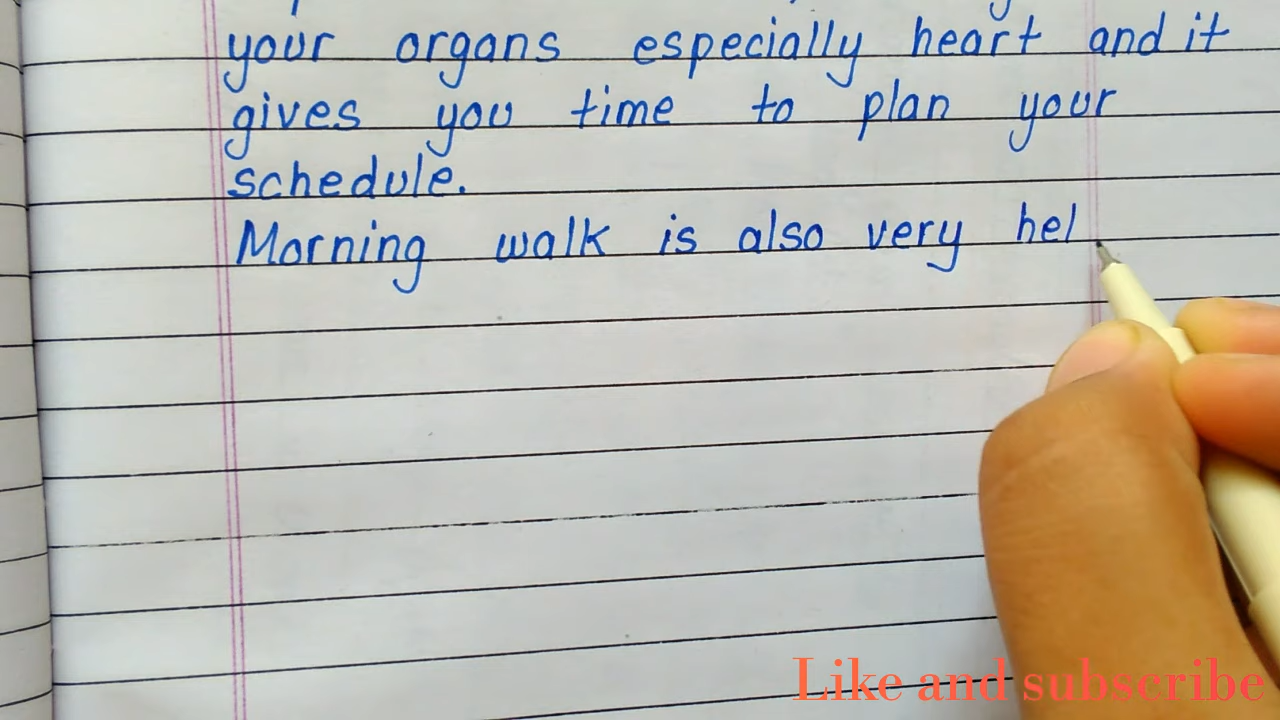 your organs especially heart and it
gives you time to plan your
schedule.
Morning walk is also very hel
Like and subscribe